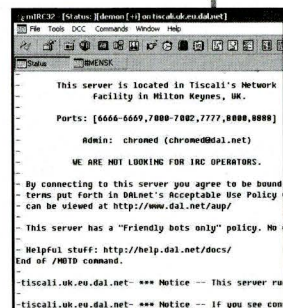 mIRC32 - [Status: ][demon [+i] on tiscali.uk.eu.dal.net]
File Tools DCC Commands Window Help
Status #MENSK
- This server is located in Tiscali's Network
- Facility in Milton Keynes, UK.
- Ports: [6666-6669,7000-7002,7777,8000,8888]
- Admin: chromed (chromed@dal.net)
- WE ARE NOT LOOKING FOR IRC OPERATORS.
- By connecting to this server you agree to be bound
- terms put forth in DALnet's Acceptable Use Policy
- can be viewed at http://www.dal.net/aup/
- This server has a "Friendly bots only" policy. No
- Helpful stuff: http://help.dal.net/docs/
End of /MOTD command.
-tiscali.uk.eu.dal.net- *** Notice -- This server ru
-tiscali.uk.eu.dal.net- *** Notice -- If you see con